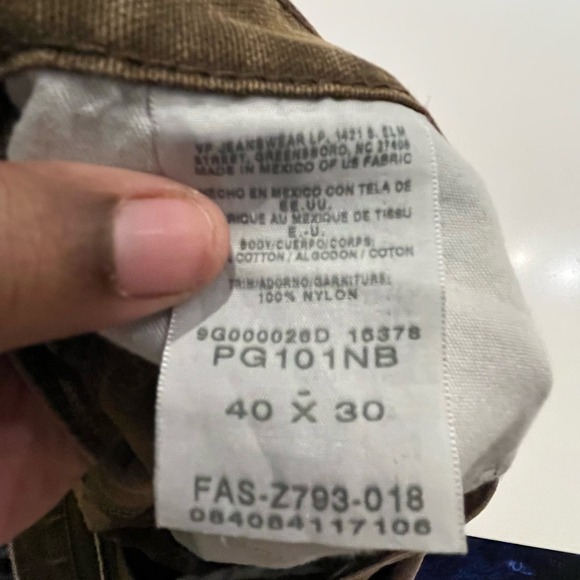 VF JEANSWEAR LP, 1421 S. ELM
STREET, GREENSBORO, NC 27406
MADE IN MEXICO OF US FABRIC
HECHO EN MEXICO CON TELA DE
EE.UU.
RIQUE AU MEXIQUE DE TISSU
E.-U.
BODY/CUERPO/CORPS:
COTTON / ALGODON / COTON
TRIM/ADORNO/GARNITURE:
100% NYLON
9G000026D 15378
PG101NB
40 X 30
FAS-Z793-018
084084117106